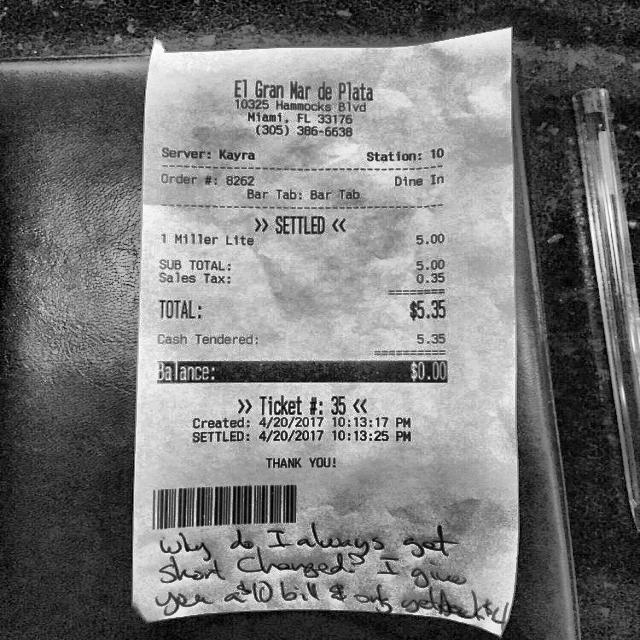 El Gran Mar de Plata
10325 Hammocks Blvd
Miami, FL 33176
(305) 386-6638
Server: Kayra Station: 10
Order #: 8262 Dine In
Bar Tab: Bar Tab
>> SETTLED <<
1 Miller Lite 5.00
SUB TOTAL: 5.00
Sales Tax: 0.35
TOTAL: $5.35
Cash Tendered: 5.35
Balance: $0.00
>> Ticket #: 35 <<
Created: 4/20/2017 10:13:17 PM
SETTLED: 4/20/2017 10:13:25 PM
THANK YOU!
Why do I always get
Short Changed? I give
you a $10 bill & only get back $4